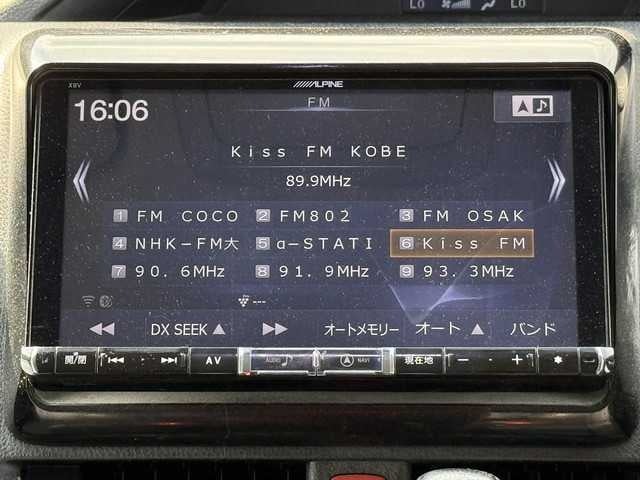 Lo Lo
X8V ALPINE
16:06 FM
Kiss FM KOBE
89.9MHz
1 FM COCO 2 FM802 3 FM OSAK
4 NHK-FM大 5 α-STATI 6 Kiss FM
7 90.6MHz 8 91.9MHz 9 93.3MHz
---
DX SEEK オートメモリー オート バンド
開/閉 AV AUDIO NAVI 現在地 - +